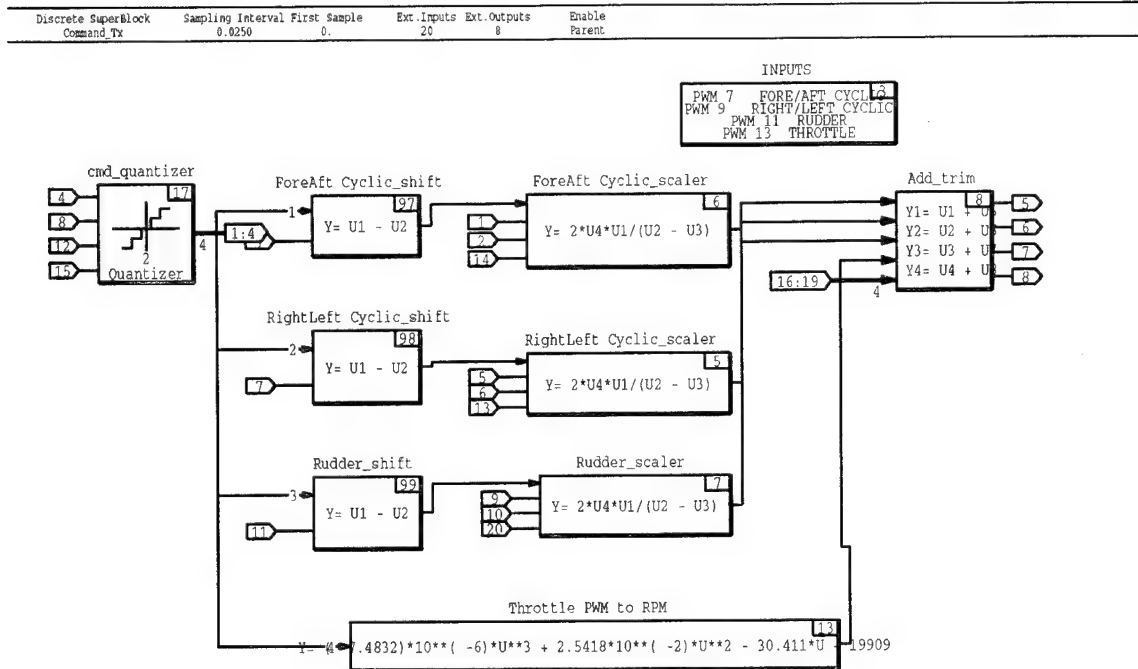 Discrete SuperBlock Sampling Interval First Sample Ext.Inputs Ext.Outputs Enable
Command_Tx 0.0250 0. 20 8 Parent
INPUTS
3
PWM 7 FORE/AFT CYCLIC
PWM 9 RIGHT/LEFT CYCLIC
PWM 11 RUDDER
PWM 13 THROTTLE
cmd_quantizer
17
4
8
12
15
2
Quantizer
4
ForeAft Cyclic_shift
97
1
1:4
Y= U1 - U2
ForeAft Cyclic_scaler
6
1
2
14
Y= 2*U4*U1/(U2 - U3)
Add_trim
8
Y1= U1 +
Y2= U2 +
Y3= U3 +
Y4= U4 +
5
6
7
8
16:19
4
RightLeft Cyclic_shift
98
2
7
Y= U1 - U2
RightLeft Cyclic_scaler
5
5
6
13
Y= 2*U4*U1/(U2 - U3)
Rudder_shift
99
3
11
Y= U1 - U2
Rudder_scaler
7
9
10
20
Y= 2*U4*U1/(U2 - U3)
Throttle PWM to RPM
13
Y= 7.4832)*10**( -6)*U**3 + 2.5418*10**( -2)*U**2 - 30.411*U 19909
4